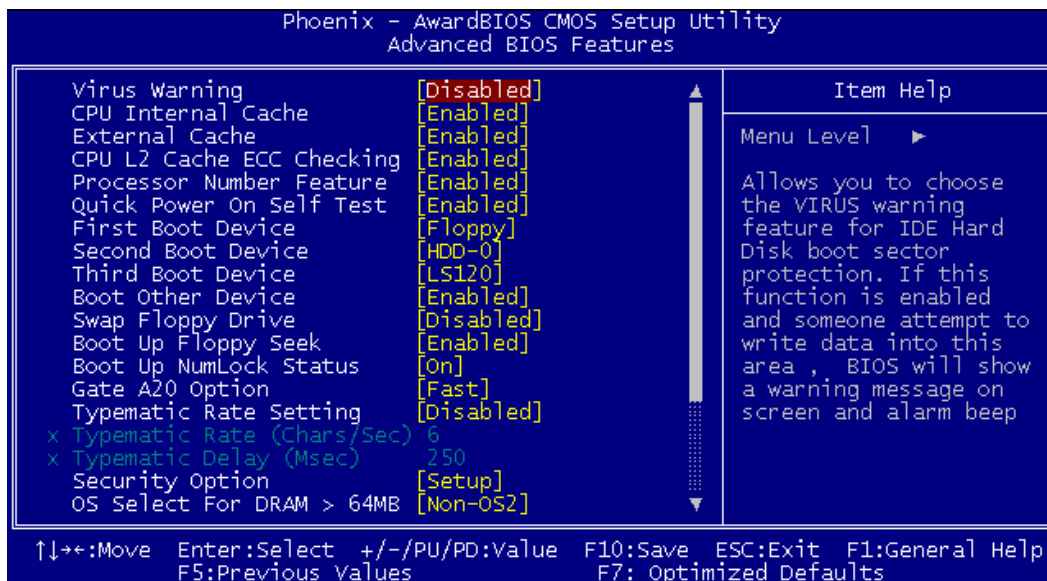 Phoenix - AwardBIOS CMOS Setup Utility
Advanced BIOS Features
Virus Warning [Disabled]
CPU Internal Cache [Enabled]
External Cache [Enabled]
CPU L2 Cache ECC Checking [Enabled]
Processor Number Feature [Enabled]
Quick Power On Self Test [Enabled]
First Boot Device [Floppy]
Second Boot Device [HDD-0]
Third Boot Device [LS120]
Boot Other Device [Enabled]
Swap Floppy Drive [Disabled]
Boot Up Floppy Seek [Enabled]
Boot Up NumLock Status [On]
Gate A20 Option [Fast]
Typematic Rate Setting [Disabled]
x Typematic Rate (Chars/Sec) 6
x Typematic Delay (Msec) 250
Security Option [Setup]
OS Select For DRAM > 64MB [Non-OS2]
Item Help
Menu Level ►
Allows you to choose
the VIRUS warning
feature for IDE Hard
Disk boot sector
protection. If this
function is enabled
and someone attempt to
write data into this
area , BIOS will show
a warning message on
screen and alarm beep
↑↓→←:Move Enter:Select +/-/PU/PD:Value F10:Save ESC:Exit F1:General Help
F5:Previous Values F7: Optimized Defaults